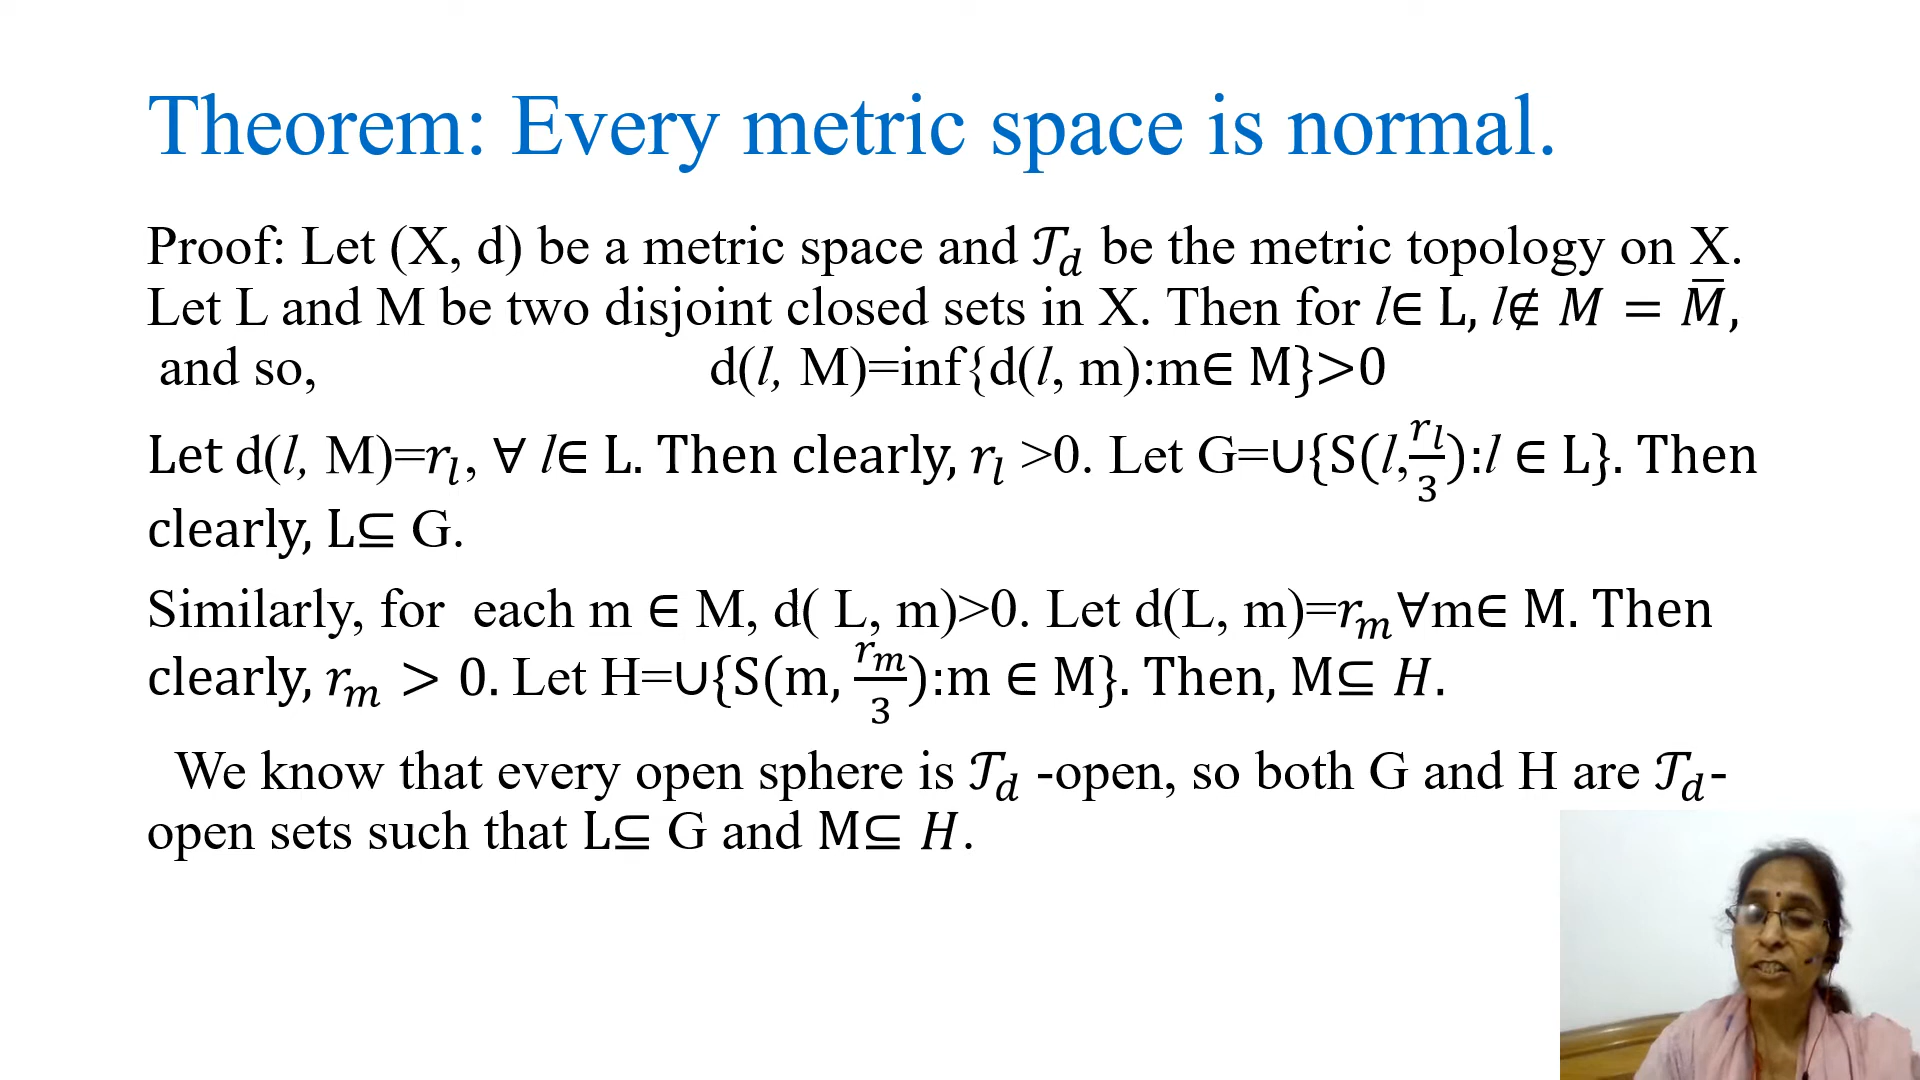 Theorem: Every metric space is normal.
Proof: Let (X, d) be a metric space and 𝒯_d be the metric topology on X.
Let L and M be two disjoint closed sets in X. Then for l∈ L, l∉ M = M̅,
and so, d(l, M)=inf{d(l, m):m∈ M}>0
Let d(l, M)=r_l, ∀ l∈ L. Then clearly, r_l >0. Let G=∪{S(l,r_l/3):l ∈ L}. Then
clearly, L⊆ G.
Similarly, for each m ∈ M, d( L, m)>0. Let d(L, m)=r_m∀m∈ M. Then
clearly, r_m > 0. Let H=∪{S(m, r_m/3):m ∈ M}. Then, M⊆ H.
We know that every open sphere is 𝒯_d -open, so both G and H are 𝒯_d-
open sets such that L⊆ G and M⊆ H.